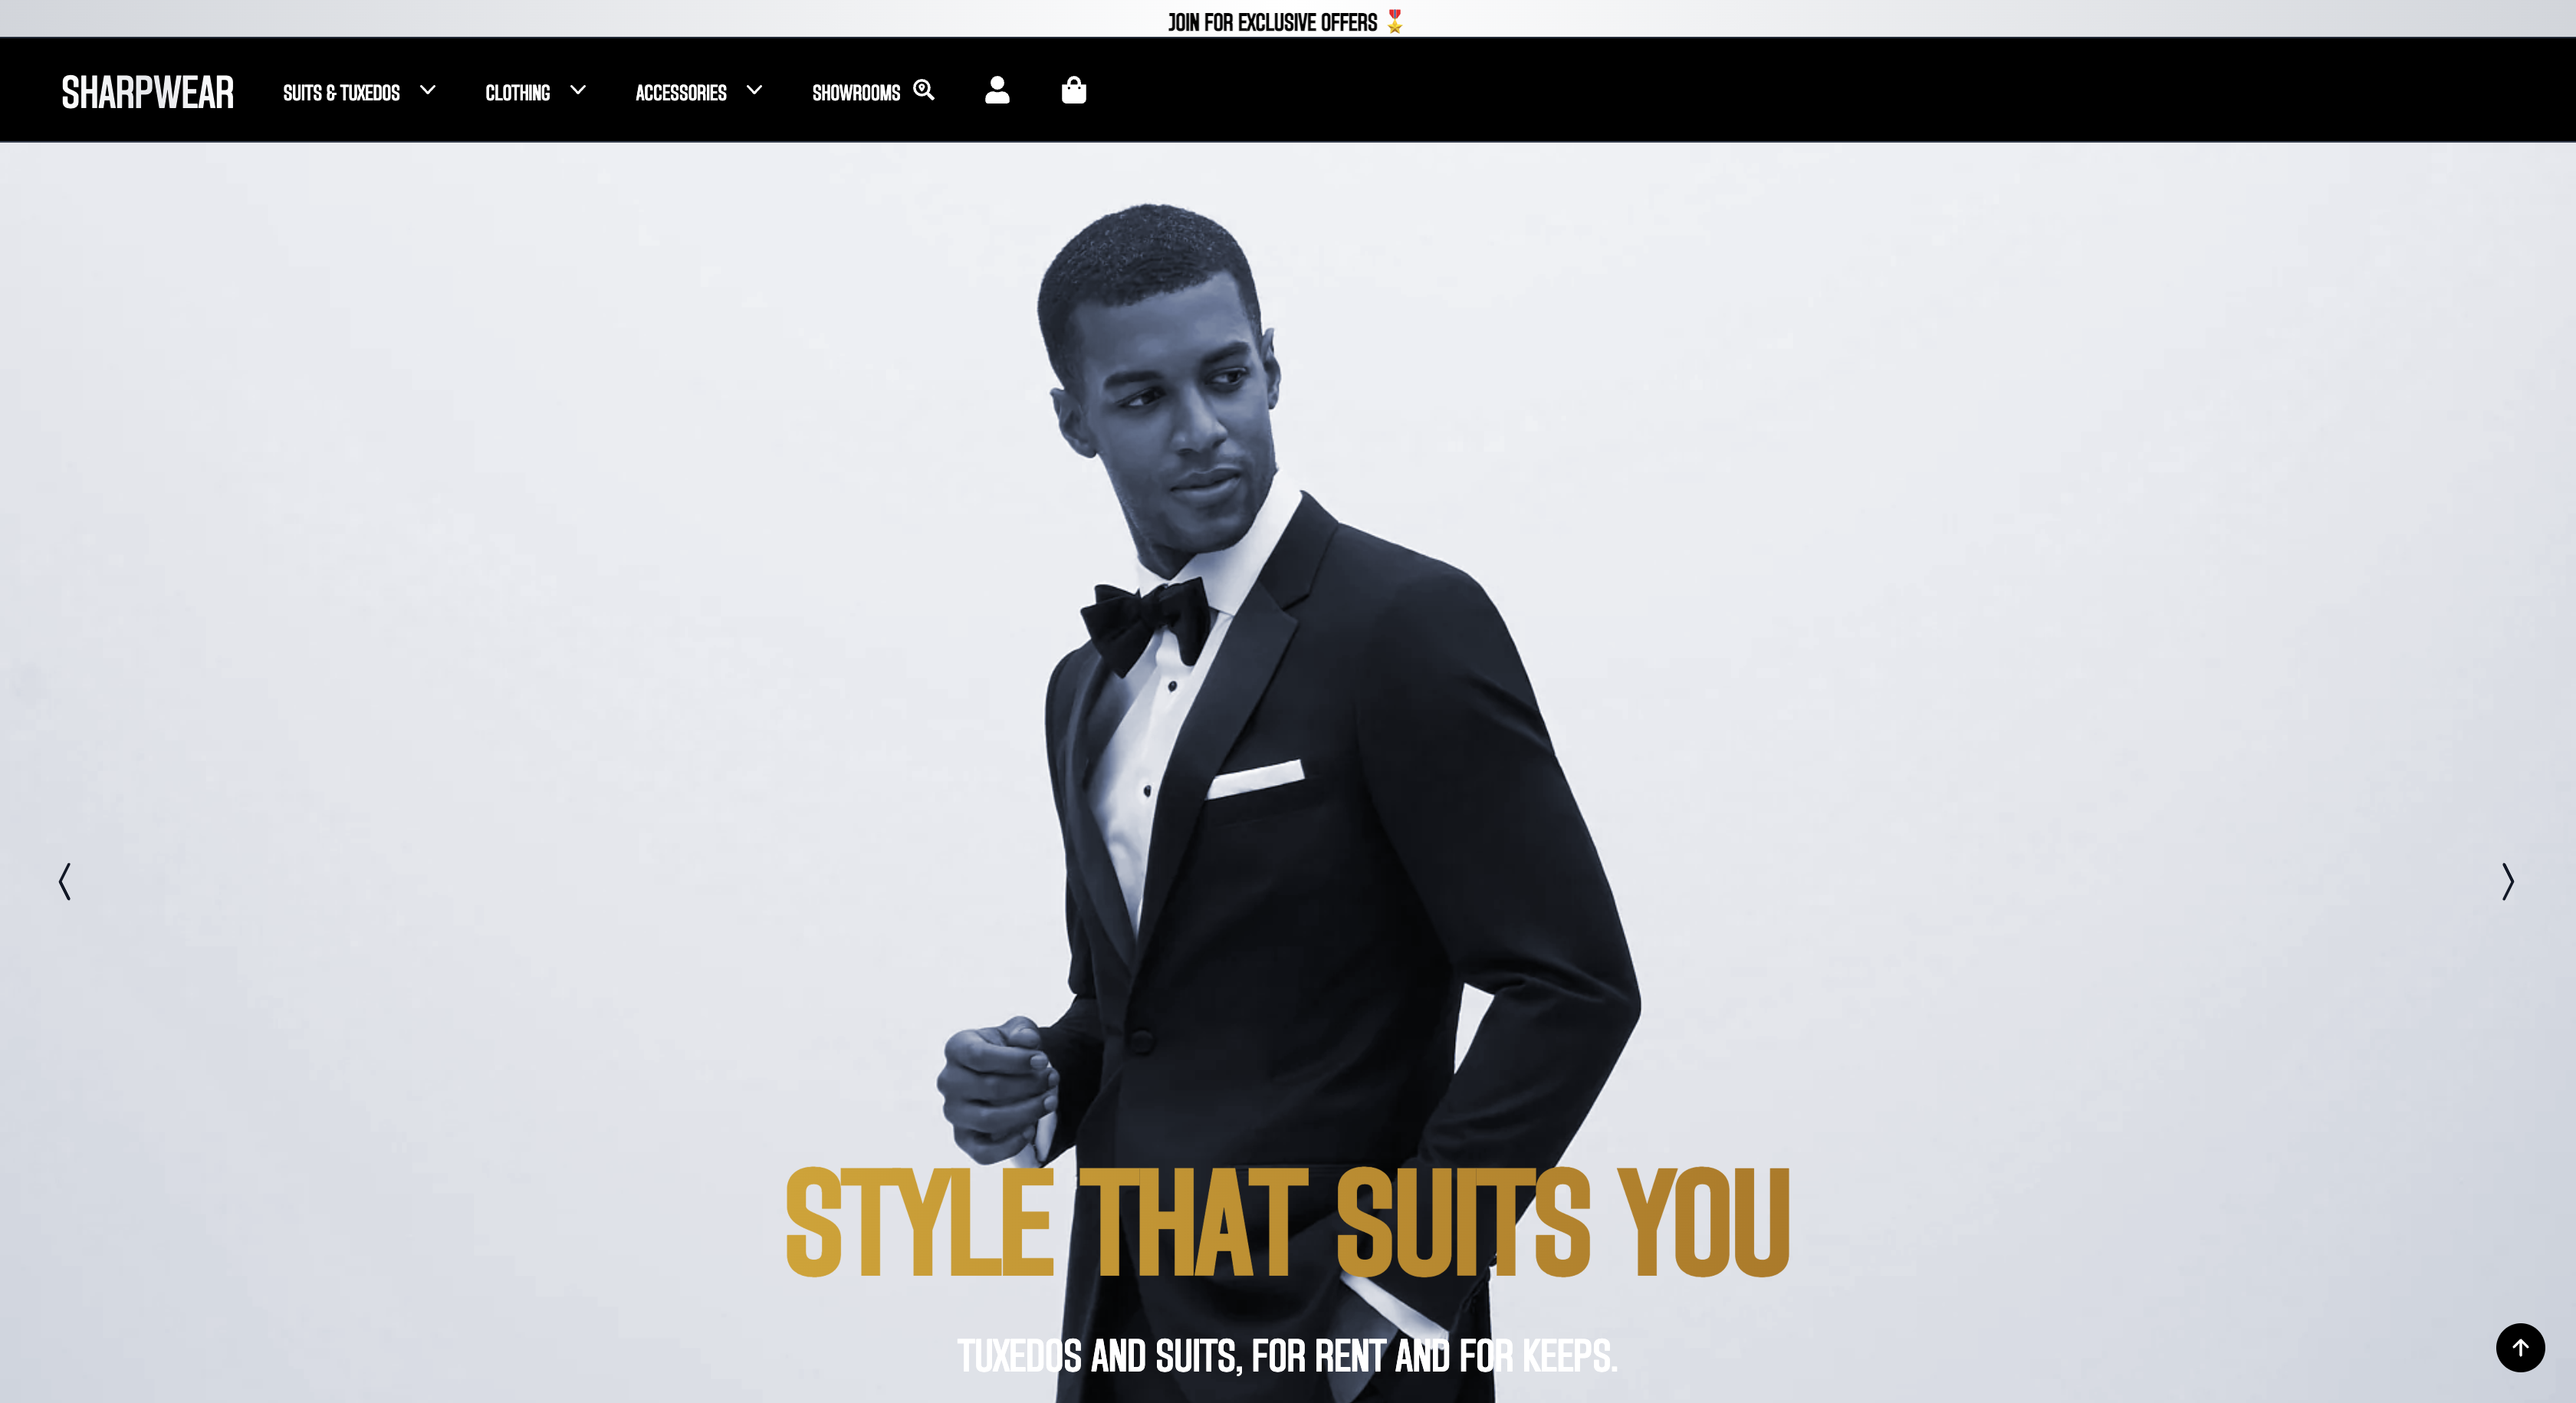 JOIN FOR EXCLUSIVE OFFERS 🎖️
SHARPWEAR
SUITS & TUXEDOS
CLOTHING
ACCESSORIES
SHOWROOMS
STYLE THAT SUITS YOU
TUXEDOS AND SUITS, FOR RENT AND FOR KEEPS.